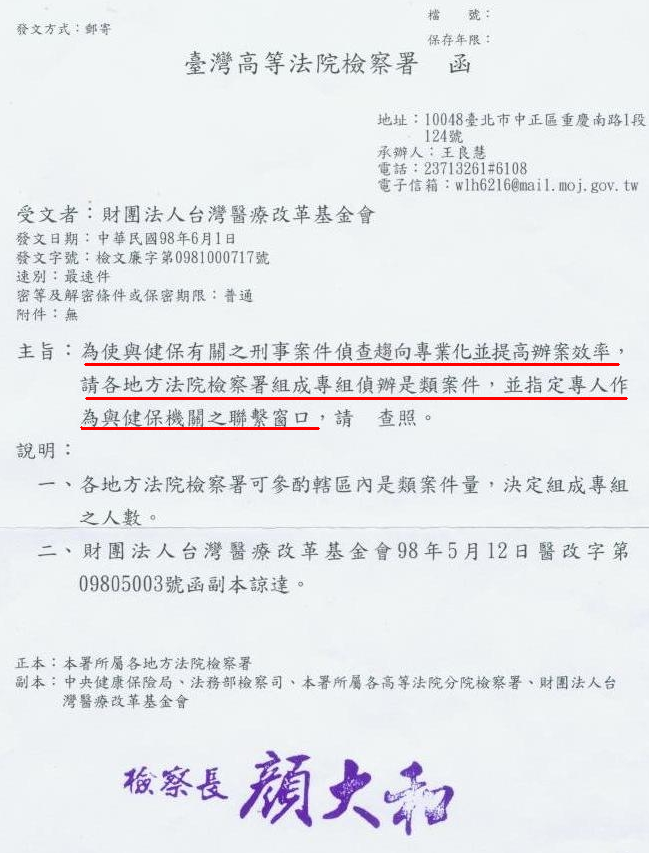 檔　　號：
發文方式：郵寄
保存年限：
臺灣高等法院檢察署　函
地址：10048臺北市中正區重慶南路1段
124號
承辦人：王良慧
電話：23713261#6108
電子信箱：wlh6216@mail.moj.gov.tw
受文者：財團法人台灣醫療改革基金會
發文日期：中華民國98年6月1日
發文字號：檢文廉字第0981000717號
速別：最速件
密等及解密條件或保密期限：普通
附件：無
主旨：為使與健保有關之刑事案件偵查趨向專業化並提高辦案效率，
請各地方法院檢察署組成專組偵辦是類案件，並指定專人作
為與健保機關之聯繫窗口，請　查照。
說明：
一、各地方法院檢察署可參酌轄區內是類案件量，決定組成專組
之人數。
二、財團法人台灣醫療改革基金會98年5月12日醫改字第
09805003號函副本諒達。
正本：本署所屬各地方法院檢察署
副本：中央健康保險局、法務部檢察司、本署所屬各高等法院分院檢察署、財團法人台
灣醫療改革基金會
檢察長 顏大和